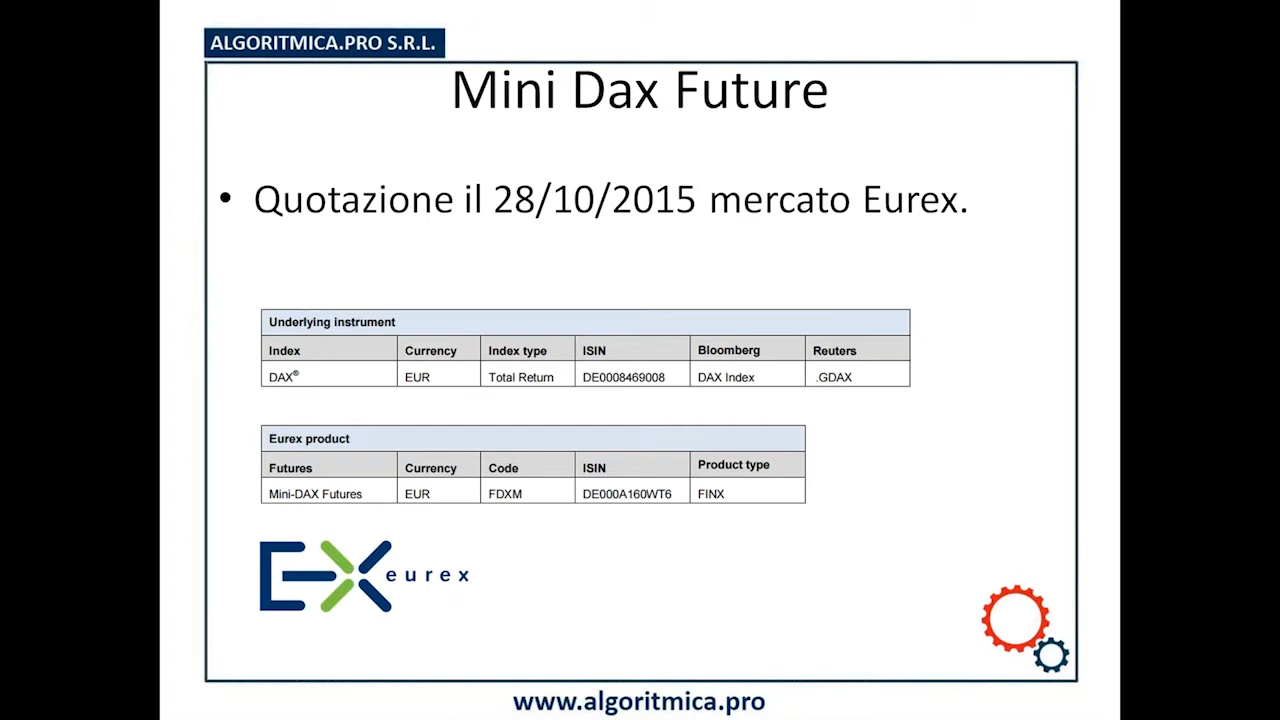 ALGORITMICA.PRO S.R.L.
Mini Dax Future
• Quotazione il 28/10/2015 mercato Eurex.
Underlying instrument
Index Currency Index type ISIN Bloomberg Reuters
DAX® EUR Total Return DE0008469008 DAX Index .GDAX
Eurex product
Futures Currency Code ISIN Product type
Mini-DAX Futures EUR FDXM DE000A160WT6 FINX
EX eurex
www.algoritmica.pro